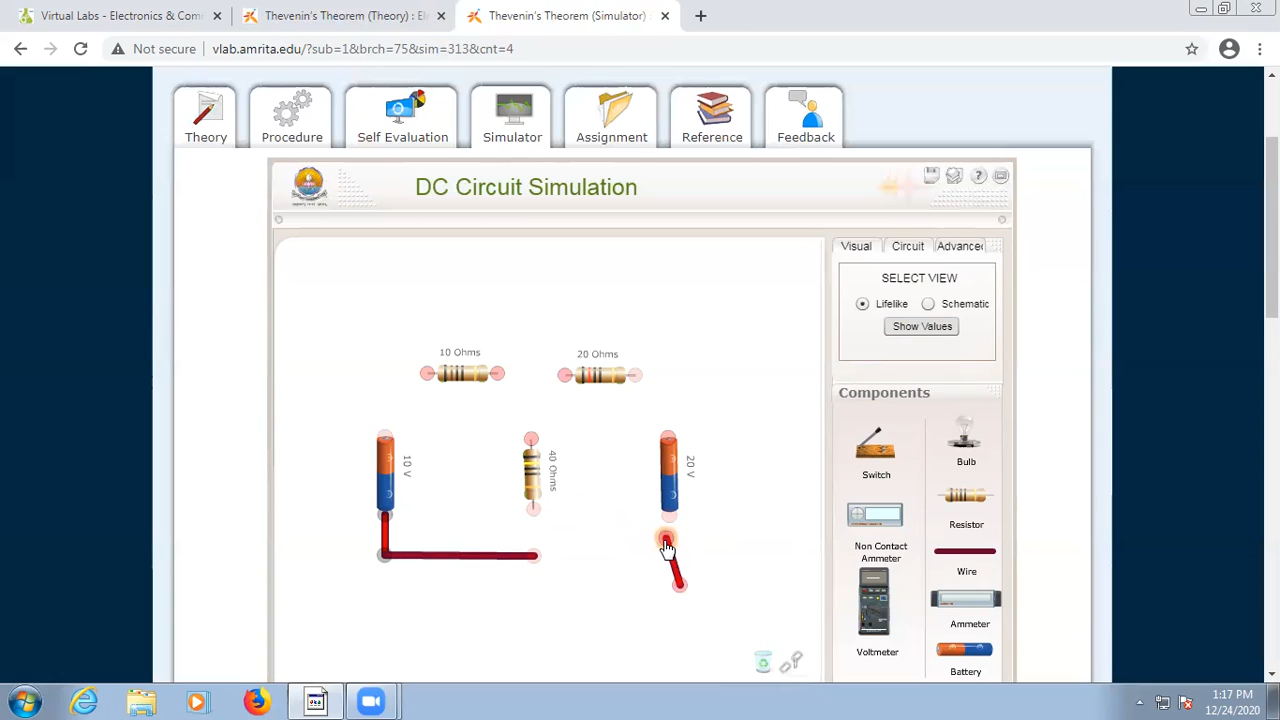 Virtual Labs - Electronics & Comm
Thevenin's Theorem (Theory) : El
Thevenin's Theorem (Simulator) :
Not secure
vlab.amrita.edu/?sub=1&brch=75&sim=313&cnt=4
Theory
Procedure
Self Evaluation
Simulator
Assignment
Reference
Feedback
DC Circuit Simulation
?
Visual
Circuit
Advanced
SELECT VIEW
Lifelike
Schematic
Show Values
10 Ohms
20 Ohms
10 V
40 Ohms
20 V
Components
Switch
Bulb
Resistor
Non Contact
Ammeter
Wire
Ammeter
Voltmeter
Battery
1:17 PM
12/24/2020